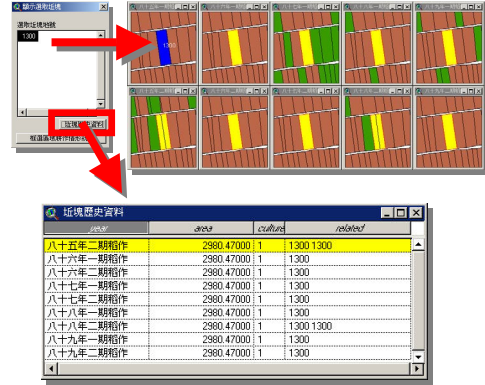 顯示選取坵塊
選取坵塊地號
1300
坵塊歷史資料
1300
坵塊歷史資料
year area culture related
八十五年二期稻作 2980.47000 1 1300 1300
八十六年一期稻作 2980.47000 1 1300
八十六年二期稻作 2980.47000 1 1300
八十七年一期稻作 2980.47000 1 1300
八十七年二期稻作 2980.47000 1 1300
八十八年一期稻作 2980.47000 1 1300
八十八年二期稻作 2980.47000 1 1300 1300
八十九年一期稻作 2980.47000 1 1300
八十九年二期稻作 2980.47000 1 1300